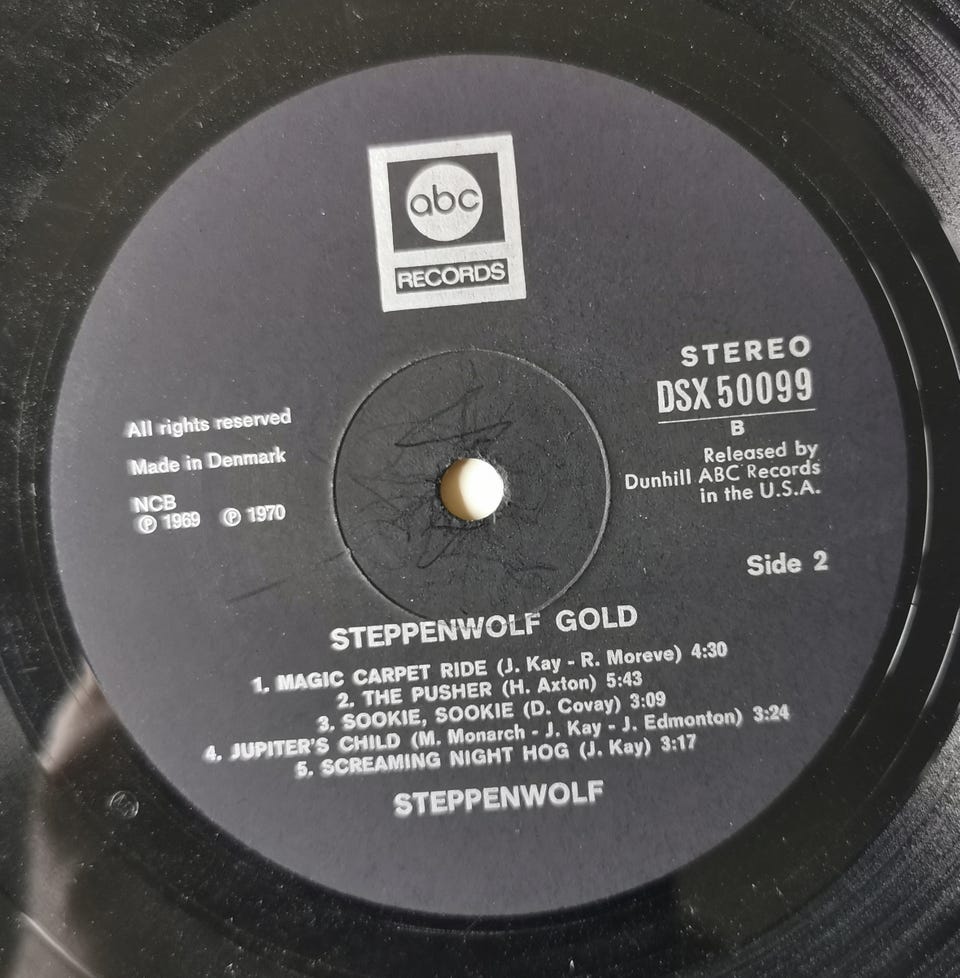 abc
RECORDS
STEREO
DSX 50099
B
Released by
Dunhill ABC Records
in the U.S.A.
All rights reserved
Made in Denmark
NCB
Ⓟ 1969 Ⓟ 1970
Side 2
STEPPENWOLF GOLD
1. MAGIC CARPET RIDE (J. Kay - R. Moreve) 4:30
2. THE PUSHER (H. Axton) 5:43
3. SOOKIE, SOOKIE (D. Covay) 3:09
4. JUPITER'S CHILD (M. Monarch - J. Kay - J. Edmonton) 3:24
5. SCREAMING NIGHT HOG (J. Kay) 3:17
STEPPENWOLF